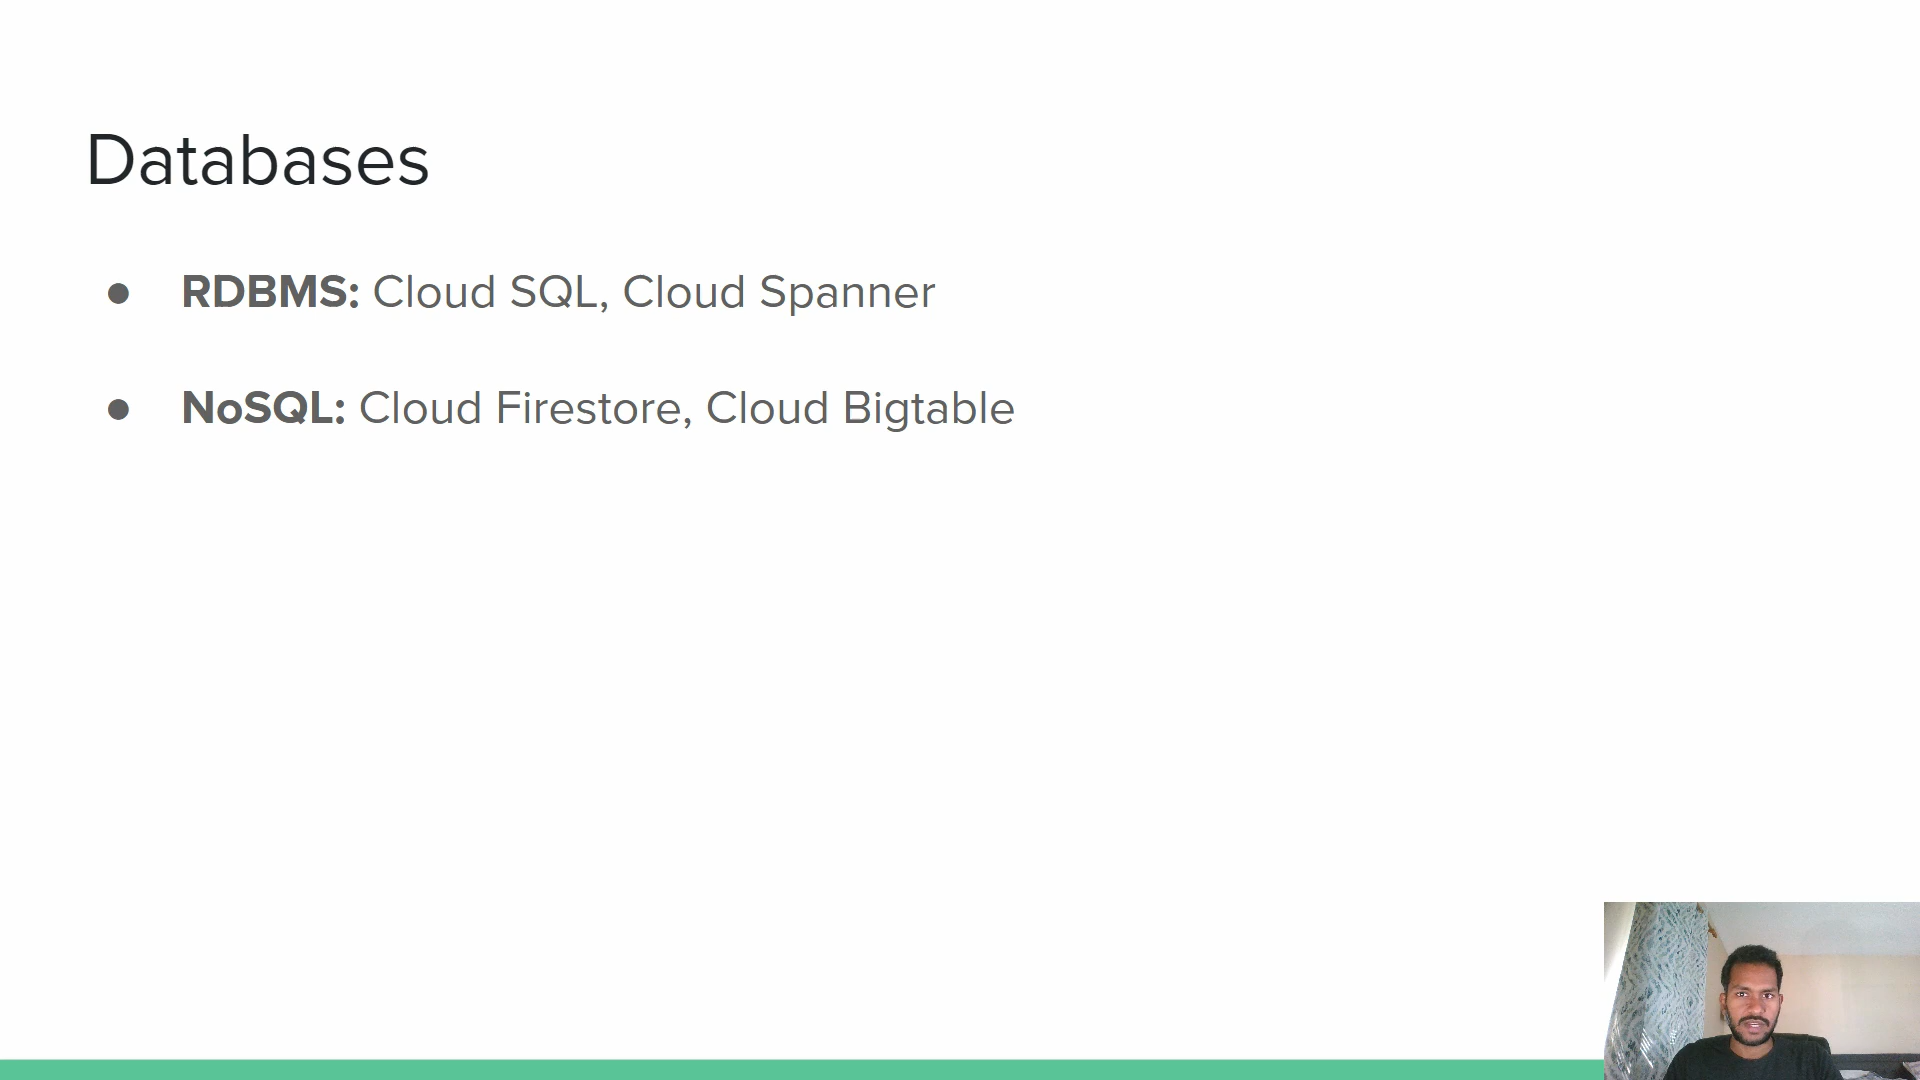 Databases
● RDBMS: Cloud SQL, Cloud Spanner
● NoSQL: Cloud Firestore, Cloud Bigtable